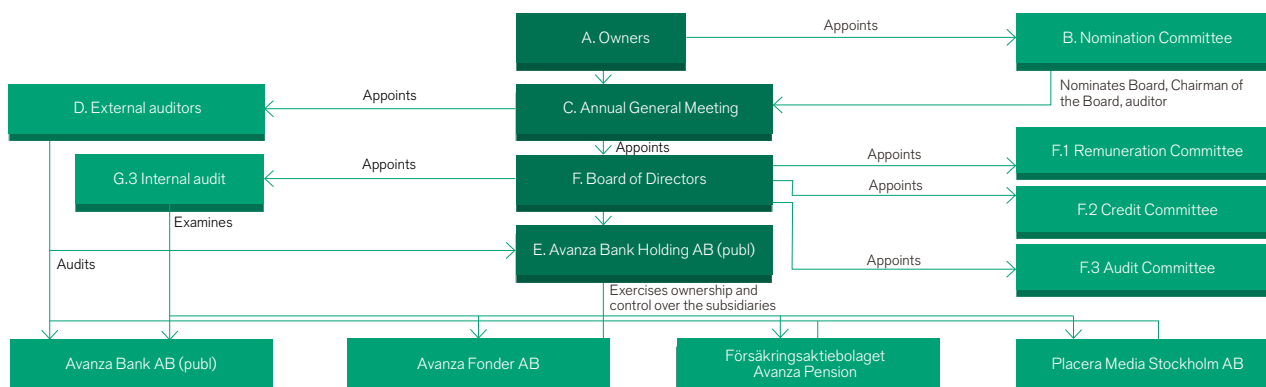 A. Owners
Appoints
B. Nomination Committee
Nominates Board, Chairman of
the Board, auditor
D. External auditors
Appoints
C. Annual General Meeting
Appoints
G.3 Internal audit
Appoints
F. Board of Directors
Appoints
F.1 Remuneration Committee
Appoints
F.2 Credit Committee
Examines
E. Avanza Bank Holding AB (publ)
Audits
Appoints
F.3 Audit Committee
Exercises ownership and
control over the subsidiaries
Avanza Bank AB (publ)
Avanza Fonder AB
Försäkringsaktiebolaget
Avanza Pension
Placera Media Stockholm AB